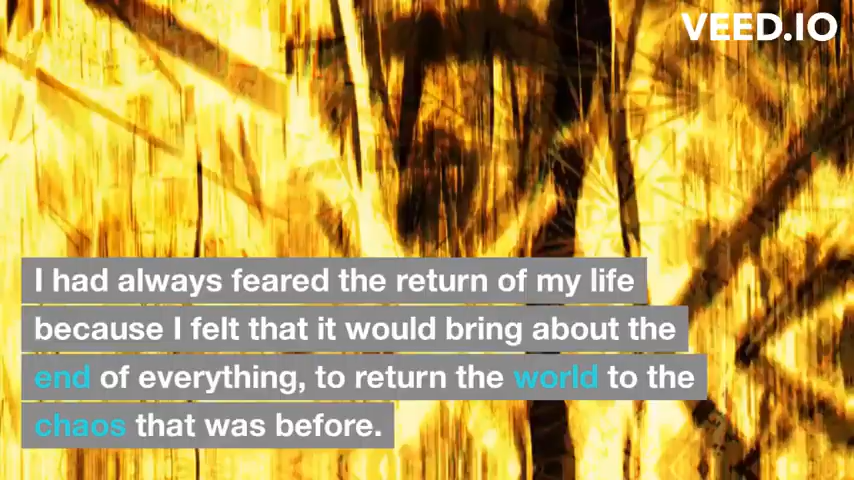 VEED.IO
I had always feared the return of my life
because I felt that it would bring about the
end of everything, to return the world to the
chaos that was before.